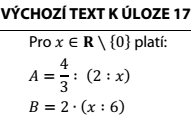 VÝCHOZÍ TEXT K ÚLOZE 17
Pro x ∈ R \ {0} platí:
A = 4/3 : (2 : x)
B = 2 · (x : 6)